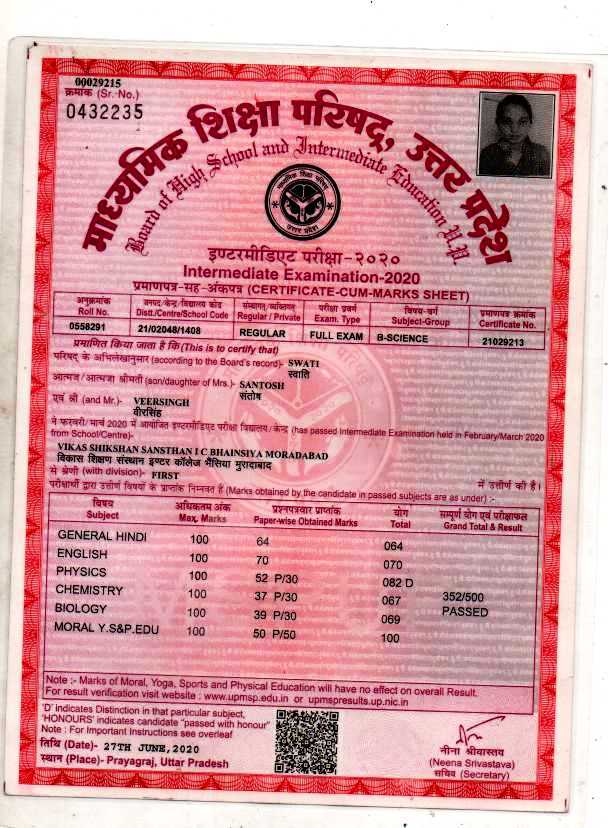 00029215
क्रमांक (Sr. No.)
0432235
माध्यमिक शिक्षा परिषद्, उत्तर प्रदेश
Board of High School and Intermediate Education U.P.
इण्टरमीडिएट परीक्षा-२०२०
Intermediate Examination-2020
प्रमाणपत्र-सह-अंकपत्र (CERTIFICATE-CUM-MARKS SHEET)
अनुक्रमांक जनपद/केन्द्र/विद्यालय कोड संस्थागत/व्यक्तिगत परीक्षा प्रवर्ग विषय-वर्ग प्रमाणपत्र क्रमांक
Roll No. Distt./Centre/School Code Regular / Private Exam. Type Subject-Group Certificate No.
0558291 21/02048/1408 REGULAR FULL EXAM B-SCIENCE 21029213
प्रमाणित किया जाता है कि(This is to certify that)
परिषद् के अभिलेखानुसार (according to the Board's record)- SWATI
स्वाति
आत्मज/आत्मजा श्रीमती (son/daughter of Mrs.)- SANTOSH
संतोष
एवं श्री (and Mr.)- VEERSINGH
वीरसिंह
ने फरवरी/मार्च 2020 में आयोजित इण्टरमीडिएट परीक्षा विद्यालय/केन्द्र (has passed Intermediate Examination held in February/March 2020
from School/Centre)-
VIKAS SHIKSHAN SANSTHAN I C BHAINSIYA MORADABAD
विकास शिक्षण संस्थान इण्टर कॉलेज भैंसिया मुरादाबाद
से श्रेणी (with division)- FIRST में उत्तीर्ण की है।
परीक्षार्थी द्वारा उत्तीर्ण विषयों के प्राप्तांक निम्नवत हैं (Marks obtained by the candidate in passed subjects are as under) :-
विषय अधिकतम अंक प्रश्नपत्रवार प्राप्तांक योग सम्पूर्ण योग एवं परीक्षाफल
Subject Max. Marks Paper-wise Obtained Marks Total Grand Total & Result
GENERAL HINDI 100 64 064
ENGLISH 100 70 070
PHYSICS 100 52 P/30 082 D
CHEMISTRY 100 37 P/30 067 352/500
BIOLOGY 100 39 P/30 069 PASSED
MORAL Y.S&P.EDU 100 50 P/50 100
Note :- Marks of Moral, Yoga, Sports and Physical Education will have no effect on overall Result.
For result verification visit website : www.upmsp.edu.in or upmspresults.up.nic.in
'D' indicates Distinction in that particular subject,
'HONOURS' indicates candidate "passed with honour"
Note : For Important Instructions see overleaf
तिथि (Date)- 27TH JUNE, 2020
स्थान (Place)- Prayagraj, Uttar Pradesh
नीना श्रीवास्तव
(Neena Srivastava)
सचिव (Secretary)